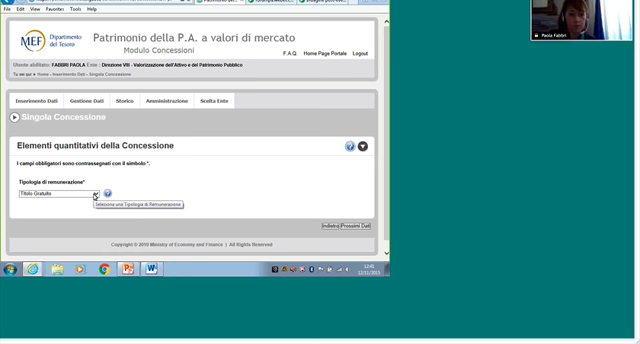 File Edit View Favorites Tools Help
MEF Dipartimento del Tesoro
Patrimonio della P.A. a valori di mercato
Modulo Concessioni
F.A.Q. Home Page Portale Logout
Utente abilitato: FABBRI PAOLA Ente : Direzione VIII - Valorizzazione dell'Attivo e del Patrimonio Pubblico
Tu sei qui » Home - Inserimento Dati - Singola Concessione
Inserimento Dati Gestione Dati Storico Amministrazione Scelta Ente
Singola Concessione
Elementi quantitativi della Concessione
I campi obbligatori sono contrassegnati con il simbolo *.
Tipologia di remunerazione*
Titolo Gratuito
Seleziona una Tipologia di Remunerazione
Indietro Prossimi Dati
Copyright © 2010 Ministry of Economy and Finance | All Rights Reserved
12:41
Paola Fabbri